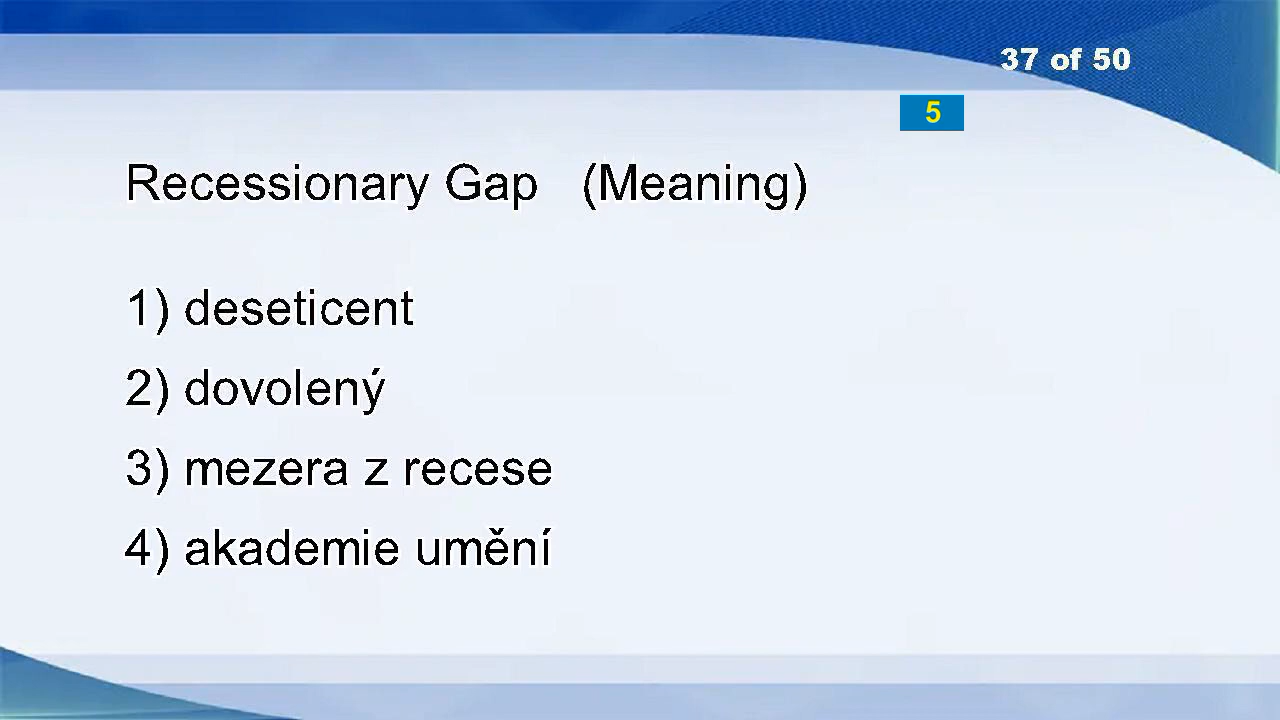 37 of 50
5
Recessionary Gap (Meaning)
1) deseticent
2) dovolený
3) mezera z recese
4) akademie umění